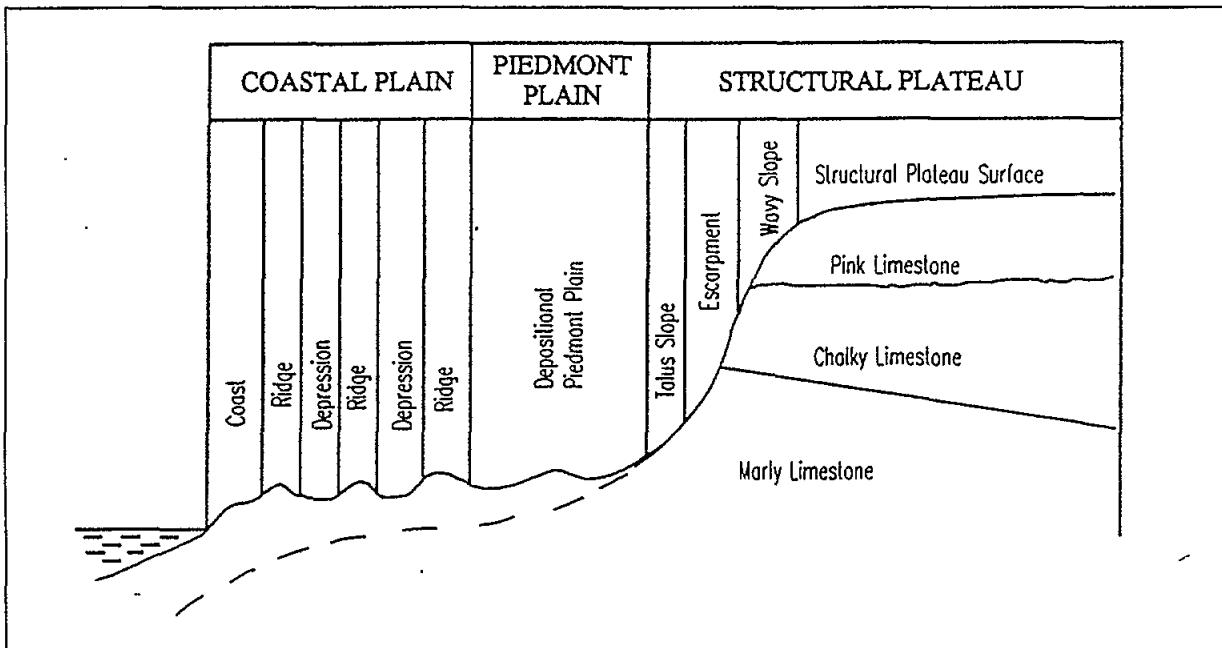 COASTAL PLAIN
PIEDMONT
PLAIN
STRUCTURAL PLATEAU
Coast
Ridge
Depression
Ridge
Depression
Ridge
Depositional
Piedmont Plain
Talus Slope
Escarpment
Wavy Slope
Structural Plateau Surface
Pink Limestone
Chalky Limestone
Marly Limestone